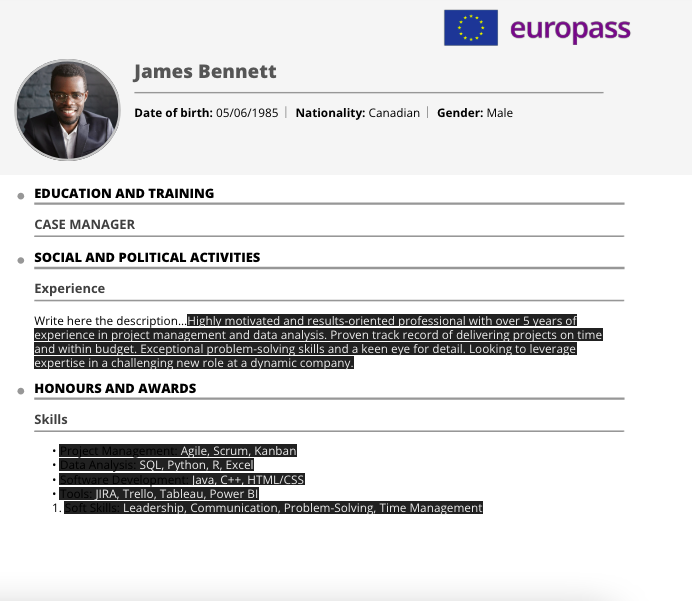 europass
James Bennett
Date of birth: 05/06/1985 | Nationality: Canadian | Gender: Male
EDUCATION AND TRAINING
CASE MANAGER
SOCIAL AND POLITICAL ACTIVITIES
Experience
Write here the description...Highly motivated and results-oriented professional with over 5 years of
experience in project management and data analysis. Proven track record of delivering projects on time
and within budget. Exceptional problem-solving skills and a keen eye for detail. Looking to leverage
expertise in a challenging new role at a dynamic company.
HONOURS AND AWARDS
Skills
• Project Management: Agile, Scrum, Kanban
• Data Analysis: SQL, Python, R, Excel
• Software Development: Java, C++, HTML/CSS
• Tools: JIRA, Trello, Tableau, Power BI
1. Soft Skills: Leadership, Communication, Problem-Solving, Time Management